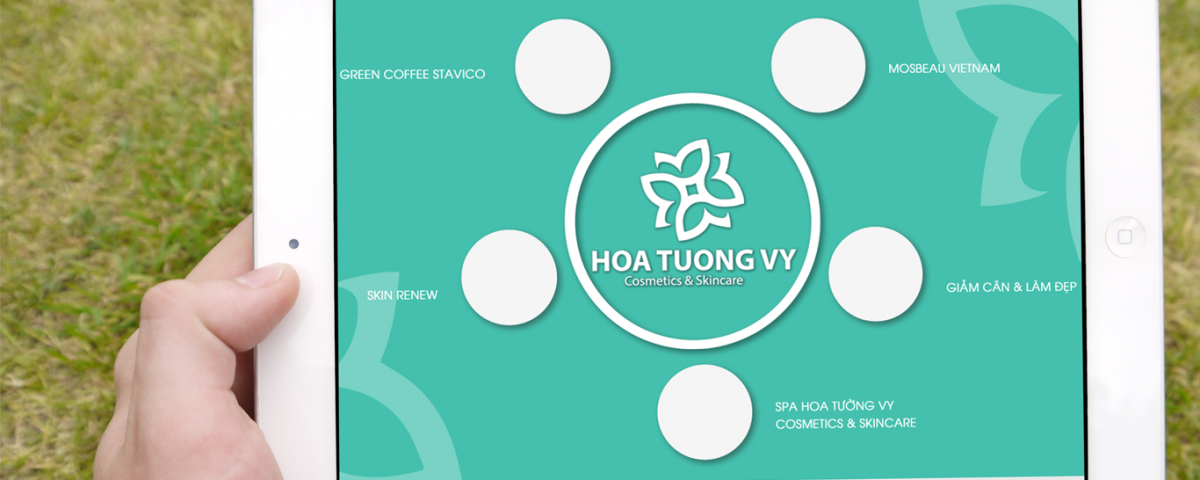 GREEN COFFEE STAVICO
MOSBEAU VIETNAM
HOA TUONG VY
Cosmetics & Skincare
SKIN RENEW
GIẢM CÂN & LÀM ĐẸP
SPA HOA TƯỜNG VY
COSMETICS & SKINCARE